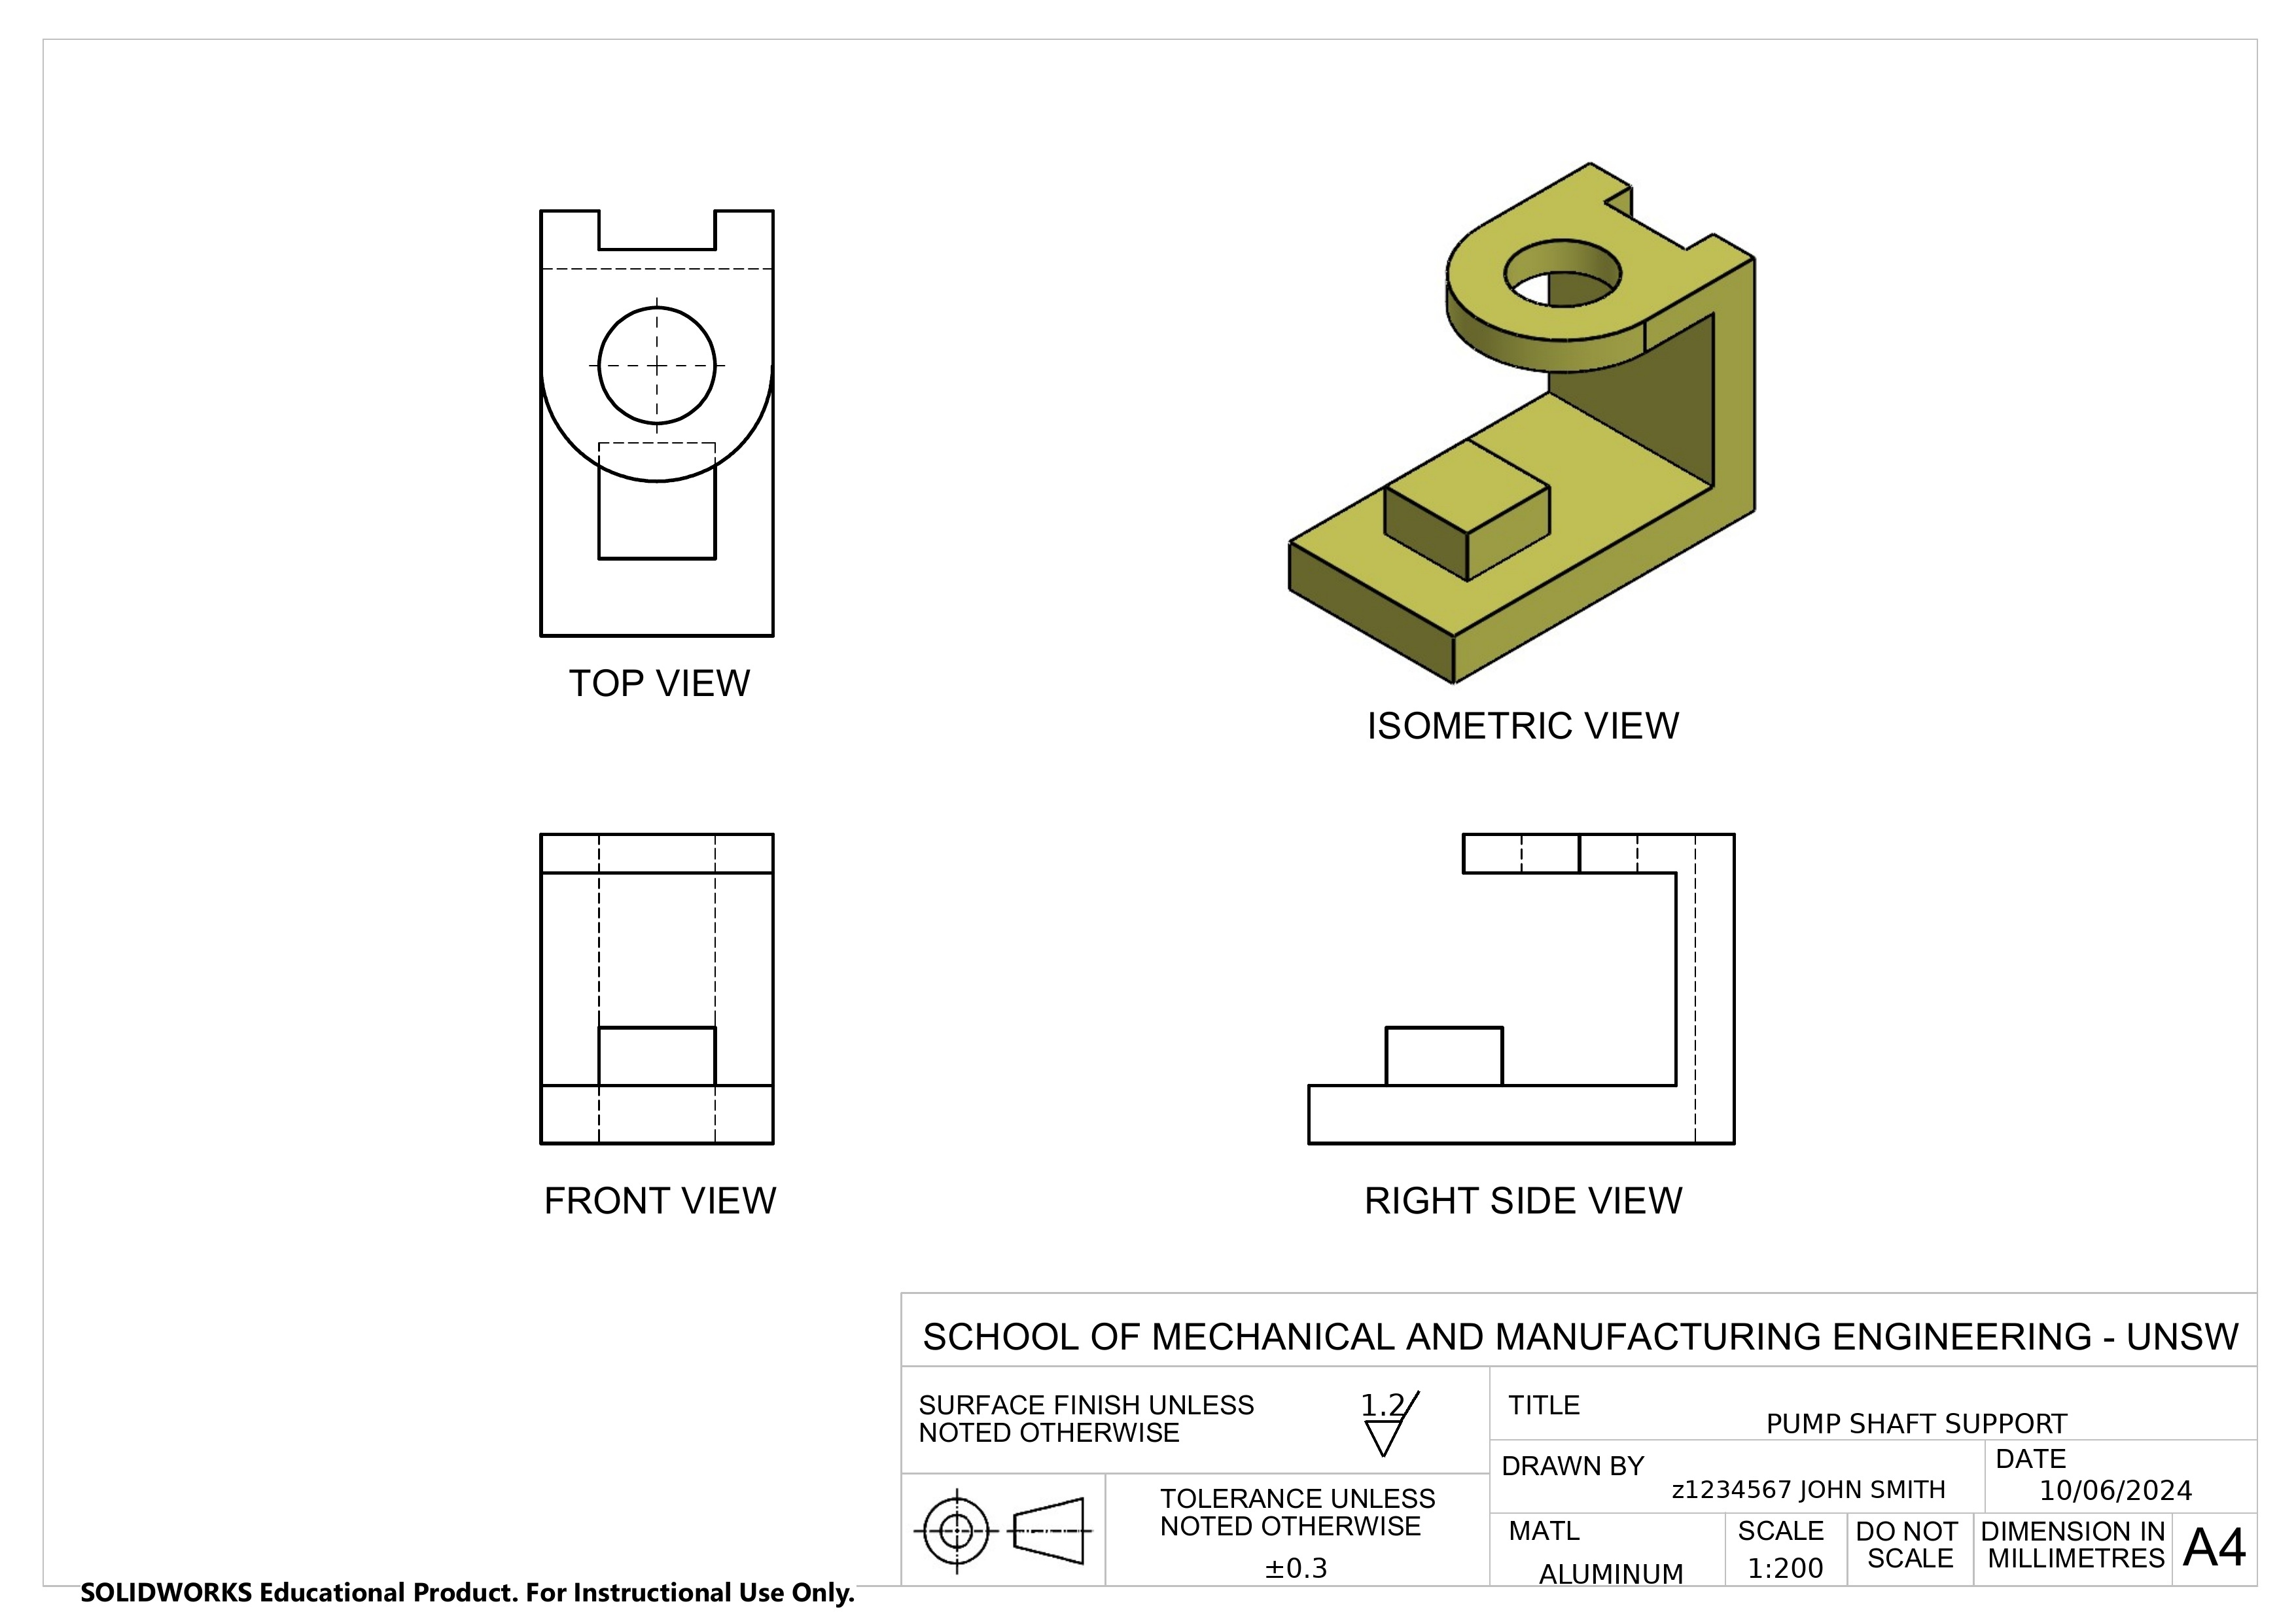 TOP VIEW
ISOMETRIC VIEW
FRONT VIEW
RIGHT SIDE VIEW
SCHOOL OF MECHANICAL AND MANUFACTURING ENGINEERING - UNSW
SURFACE FINISH UNLESS
NOTED OTHERWISE
1.2
TITLE
PUMP SHAFT SUPPORT
DRAWN BY
z1234567 JOHN SMITH
DATE
10/06/2024
TOLERANCE UNLESS
NOTED OTHERWISE
±0.3
MATL
ALUMINUM
SCALE
1:200
DO NOT
SCALE
DIMENSION IN
MILLIMETRES
A4
SOLIDWORKS Educational Product. For Instructional Use Only.